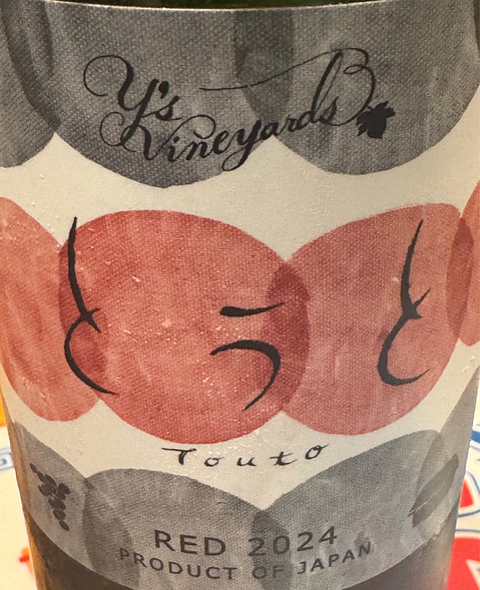 Y's
Vineyards
とうと
Touto
RED 2024
PRODUCT OF JAPAN